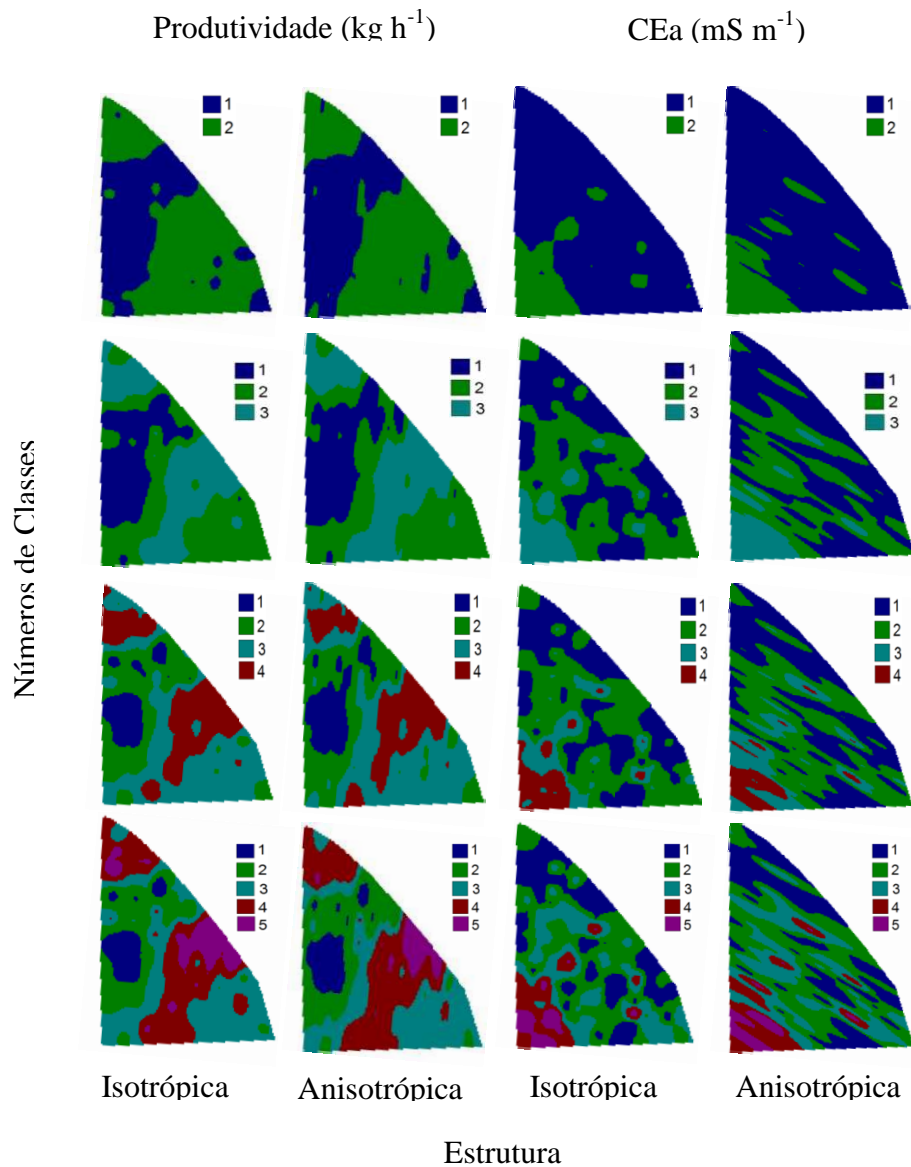 Produtividade (kg h-1) CEa (mS m-1)
1 1 1 1
2 2 2 2
1 1 1 1
2 2 2 2
3 3 3 3
1 1 1 1
2 2 2 2
3 3 3 3
4 4 4 4
1 1 1 1
2 2 2 2
3 3 3 3
4 4 4 4
5 5 5 5
Números de Classes
Isotrópica Anisotrópica Isotrópica Anisotrópica
Estrutura